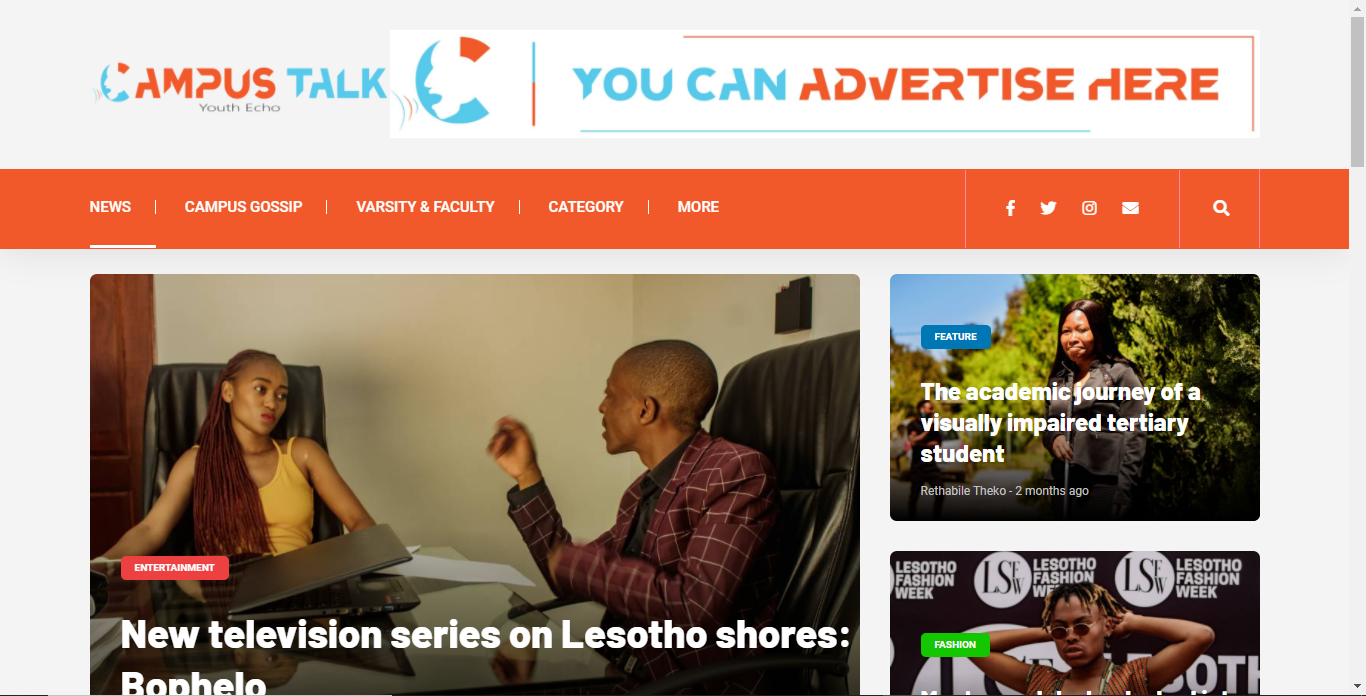 CAMPUS TALK
Youth Echo
YOU CAN ADVERTISE HERE
NEWS
CAMPUS GOSSIP
VARSITY & FACULTY
CATEGORY
MORE
ENTERTAINMENT
New television series on Lesotho shores:
Bophelo
FEATURE
The academic journey of a
visually impaired tertiary
student
Rethabile Theko - 2 months ago
LESOTHO
FASHION
WEEK
LSFW
LESOTHO
FASHION
WEEK
LSFW
LESOTHO
FASHION
WEEK
FASHION